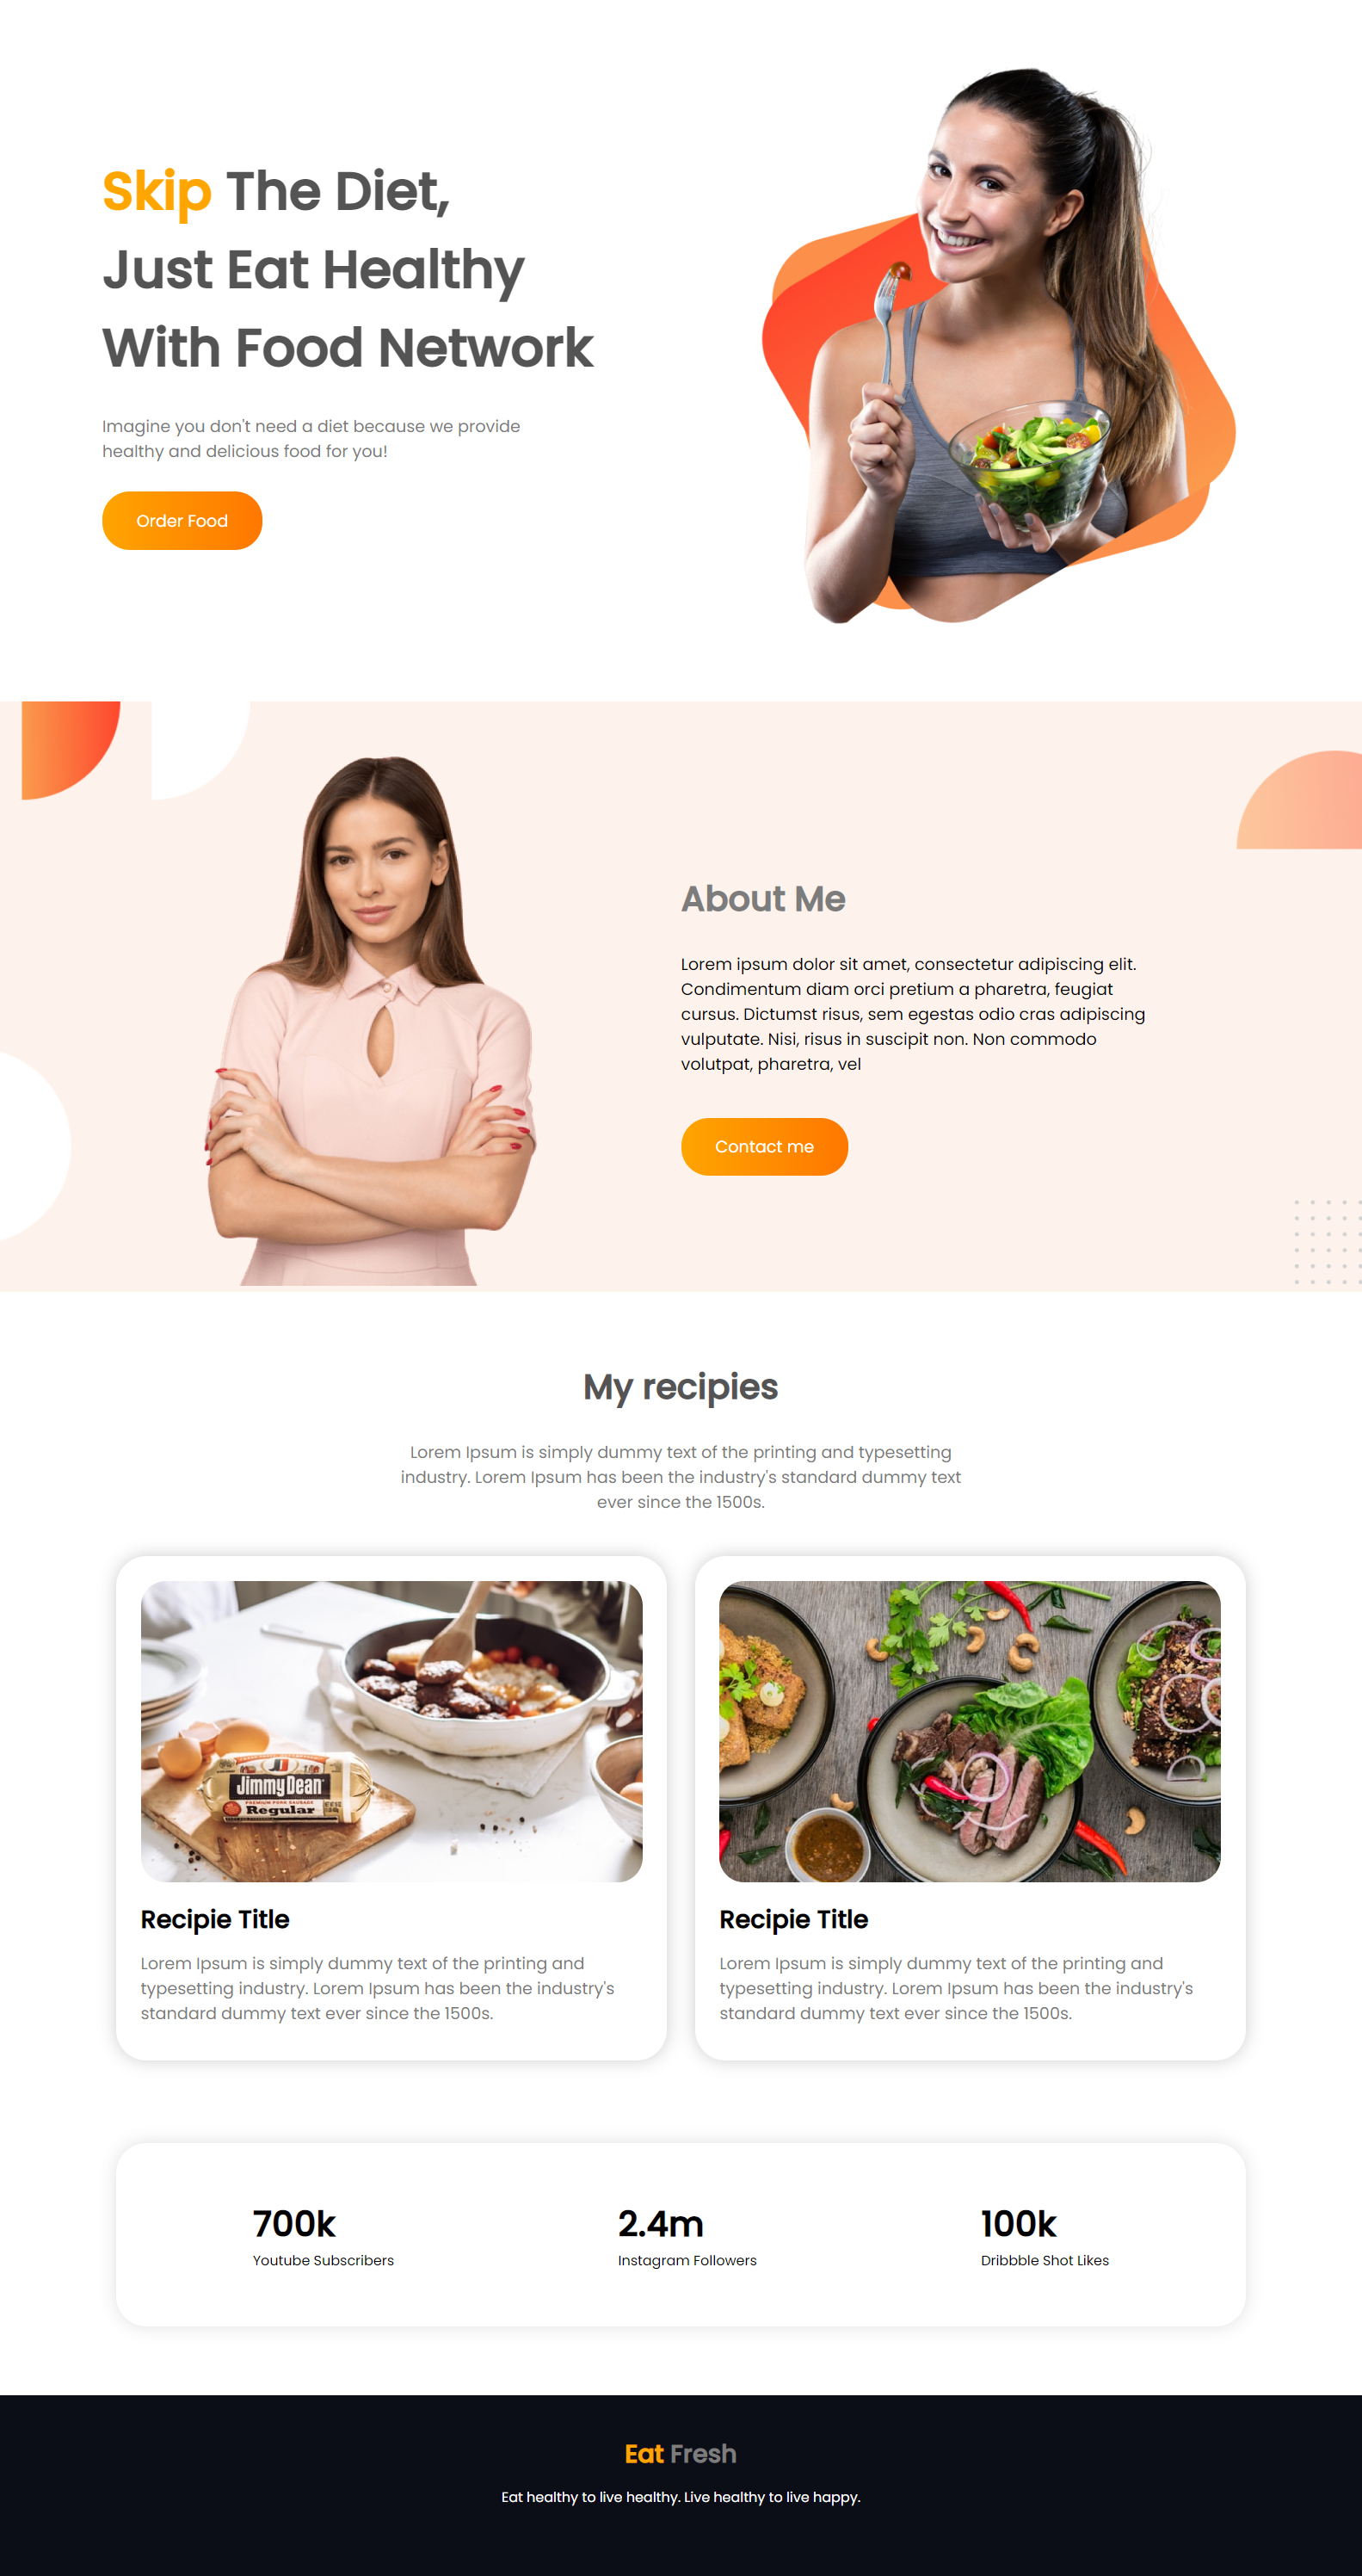 Skip The Diet,
Just Eat Healthy
With Food Network
Imagine you don't need a diet because we provide
healthy and delicious food for you!
Order Food
About Me
Lorem ipsum dolor sit amet, consectetur adipiscing elit.
Condimentum diam orci pretium a pharetra, feugiat
cursus. Dictumst risus, sem egestas odio cras adipiscing
vulputate. Nisi, risus in suscipit non. Non commodo
volutpat, pharetra, vel
Contact me
My recipies
Lorem Ipsum is simply dummy text of the printing and typesetting
industry. Lorem Ipsum has been the industry's standard dummy text
ever since the 1500s.
Jimmy Dean
PREMIUM PORK SAUSAGE
Regular
Recipie Title
Lorem Ipsum is simply dummy text of the printing and
typesetting industry. Lorem Ipsum has been the industry's
standard dummy text ever since the 1500s.
Recipie Title
Lorem Ipsum is simply dummy text of the printing and
typesetting industry. Lorem Ipsum has been the industry's
standard dummy text ever since the 1500s.
700k
Youtube Subscribers
2.4m
Instagram Followers
100k
Dribbble Shot Likes
Eat Fresh
Eat healthy to live healthy. Live healthy to live happy.